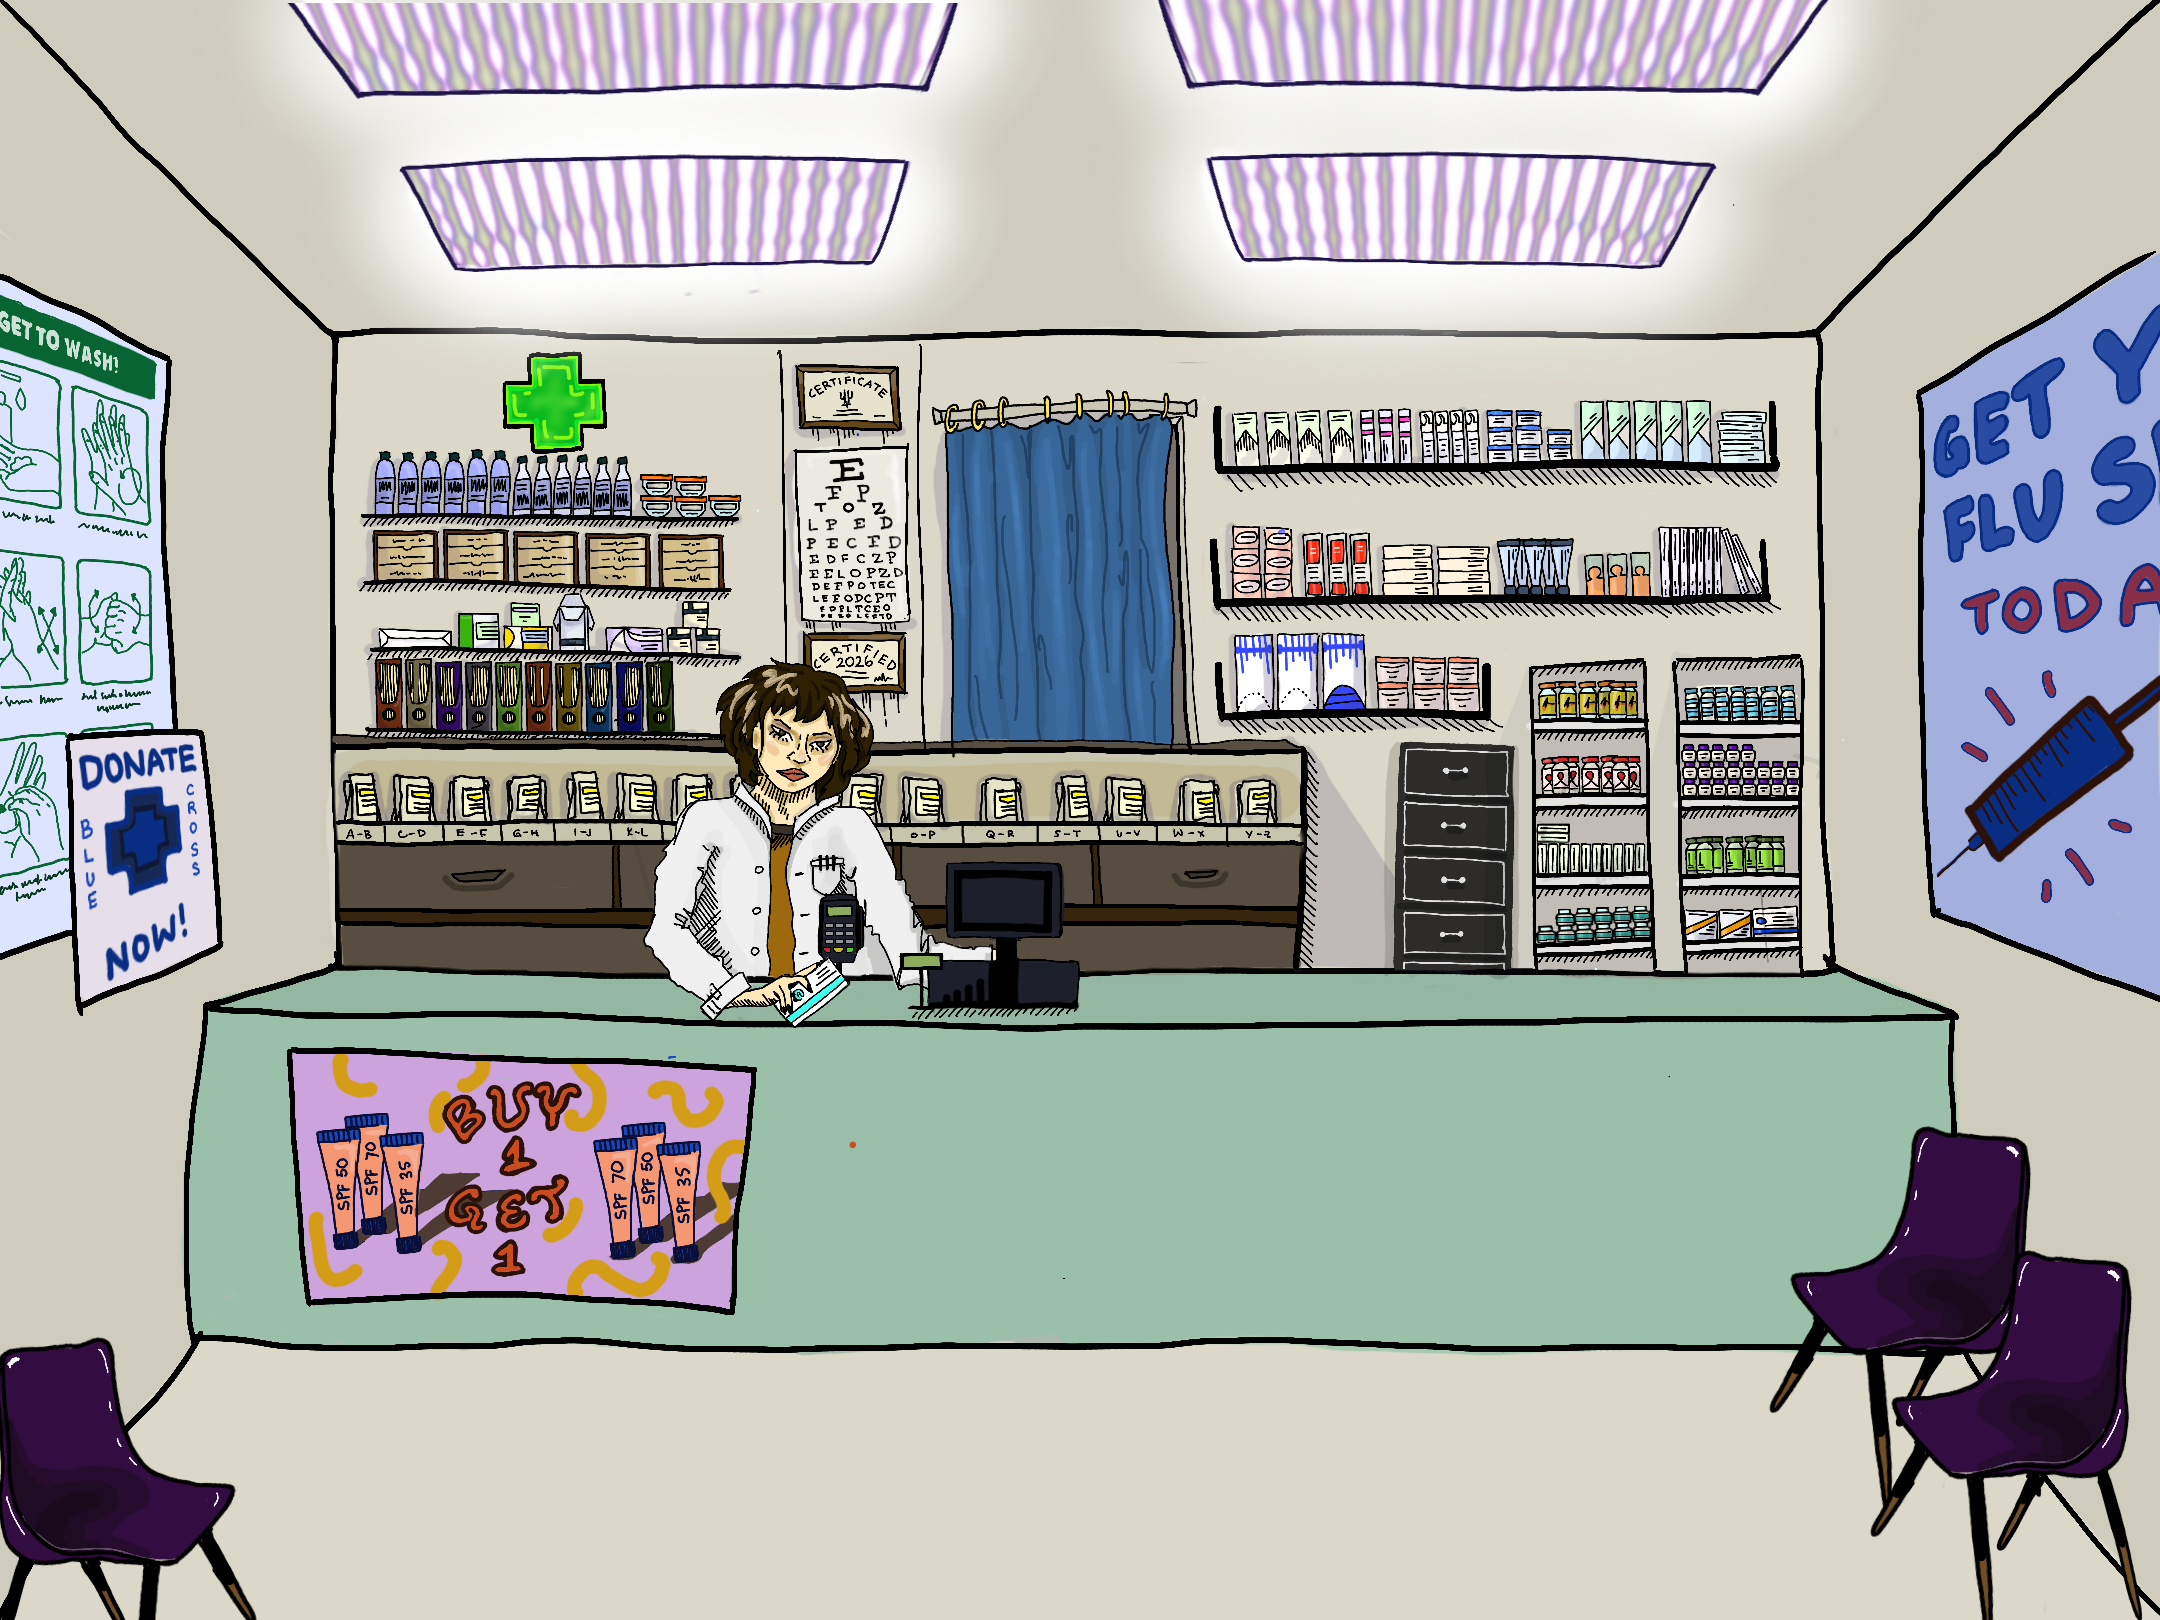 GET TO WASH!
DONATE
BLUE
CROSS
NOW!
CERTIFICATE
E
F P
T O Z
L P E D
P E C F D
E D F C Z P
F E L O P Z D
D E F P O T E C
L E F O D C P T
F P P L T C E O
CERTIFIED
2026
A-B
C-D
E-F
G-H
I-J
K-L
O-P
Q-R
S-T
U-V
W-X
Y-Z
GET Y
FLU S
TODA
BUY
1
GET
1
SPF 50
SPF 70
SPF 35
SPF 70
SPF 50
SPF 35